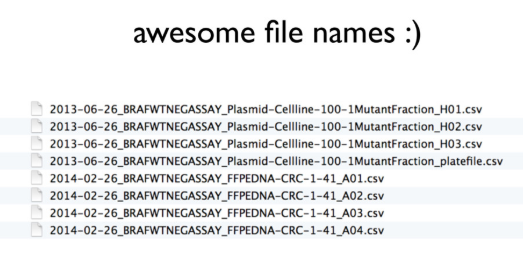 awesome file names :)
2013-06-26_BRAFWTNEGASSAY_Plasmid-Cellline-100-1MutantFraction_H01.csv
2013-06-26_BRAFWTNEGASSAY_Plasmid-Cellline-100-1MutantFraction_H02.csv
2013-06-26_BRAFWTNEGASSAY_Plasmid-Cellline-100-1MutantFraction_H03.csv
2013-06-26_BRAFWTNEGASSAY_Plasmid-Cellline-100-1MutantFraction_platefile.csv
2014-02-26_BRAFWTNEGASSAY_FFPEDNA-CRC-1-41_A01.csv
2014-02-26_BRAFWTNEGASSAY_FFPEDNA-CRC-1-41_A02.csv
2014-02-26_BRAFWTNEGASSAY_FFPEDNA-CRC-1-41_A03.csv
2014-02-26_BRAFWTNEGASSAY_FFPEDNA-CRC-1-41_A04.csv